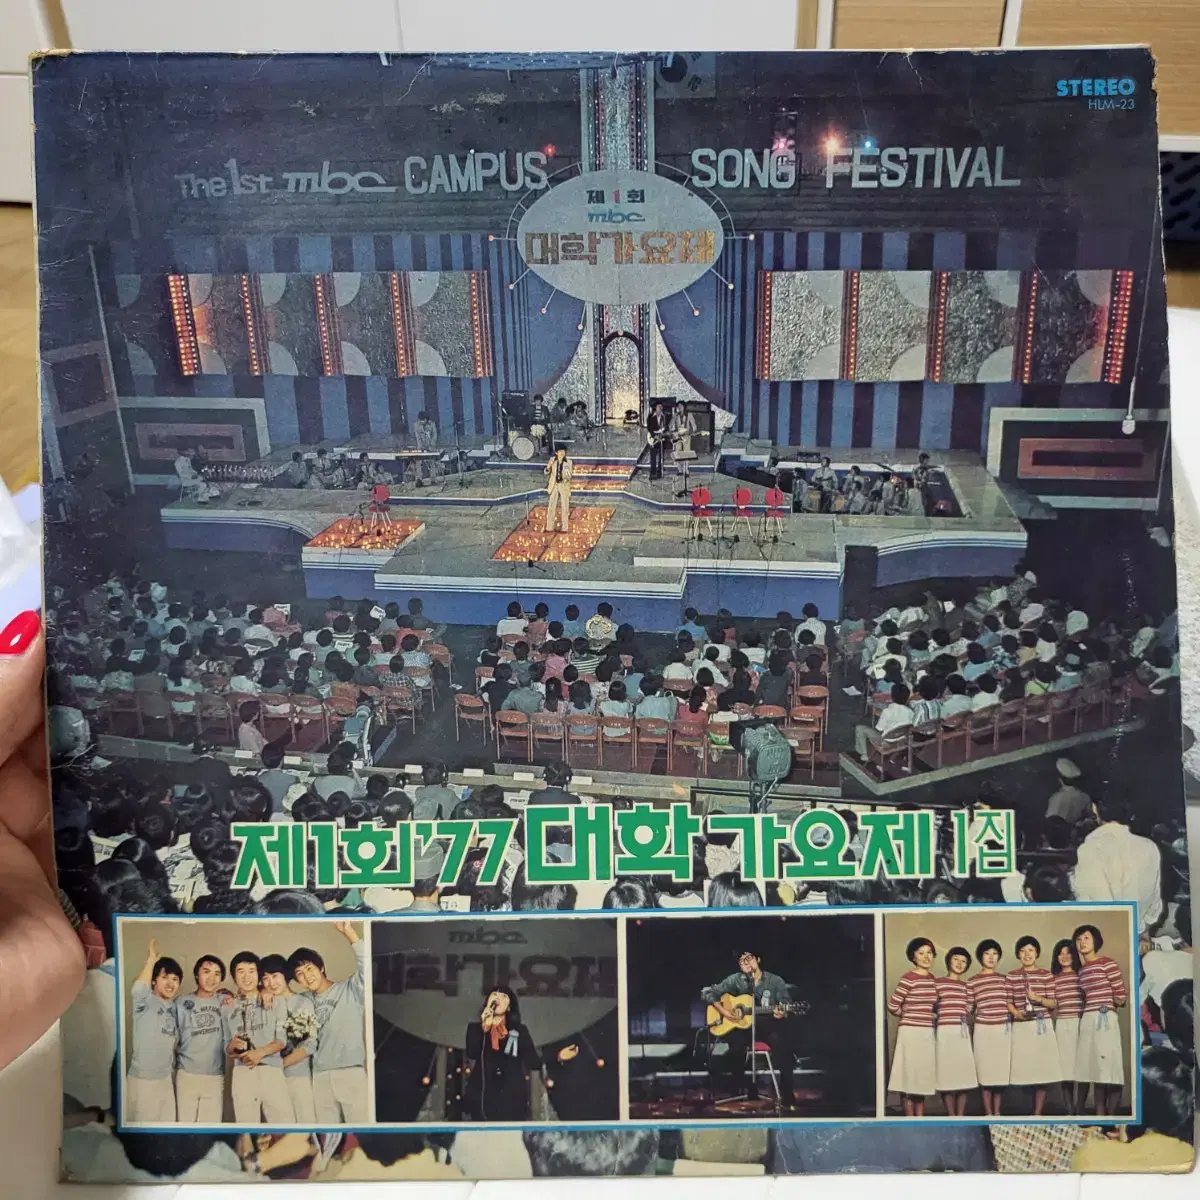 STEREO
HLM-23
The 1st mbc CAMPUS SONG FESTIVAL
제1회
mbc
대학가요제
제1회 '77 대학가요제 1집
mbc
대학가요제